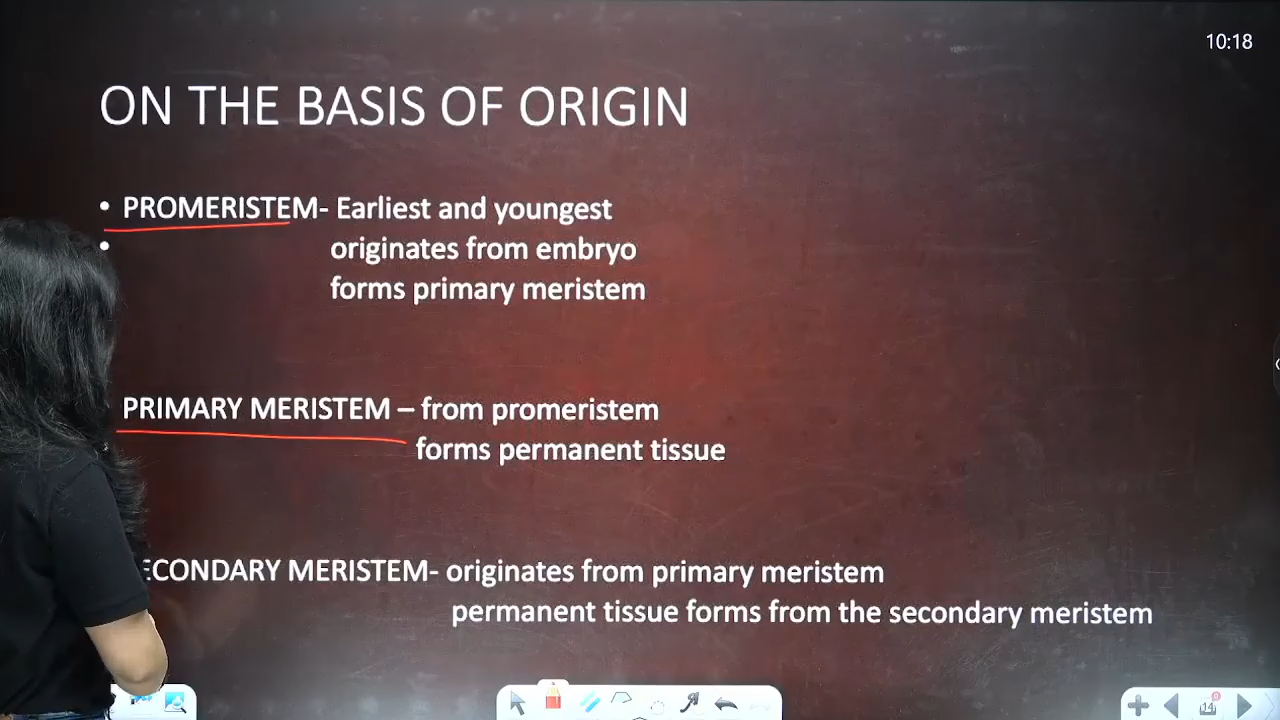 10:18
ON THE BASIS OF ORIGIN
• PROMERISTEM- Earliest and youngest
• originates from embryo
forms primary meristem
PRIMARY MERISTEM – from promeristem
forms permanent tissue
ECONDARY MERISTEM- originates from primary meristem
permanent tissue forms from the secondary meristem
14